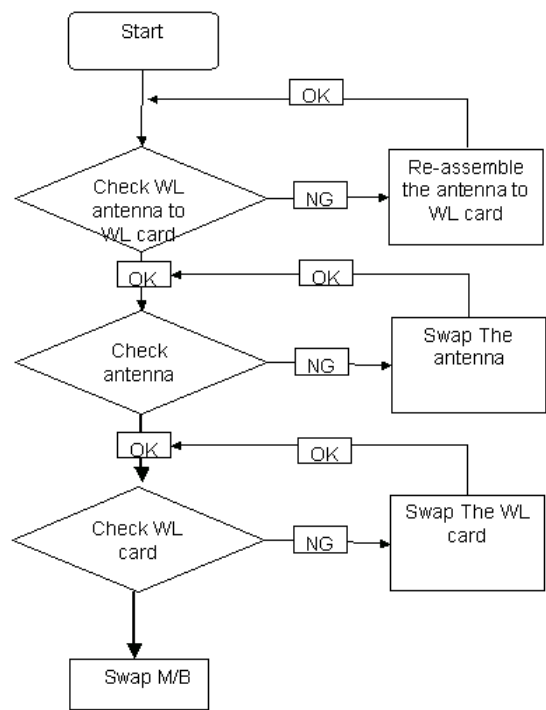 Start
OK
Check WL
antenna to
WL card
NG
Re-assemble
the antenna to
WL card
OK
OK
Check
antenna
NG
Swap The
antenna
OK
OK
Check WL
card
NG
Swap The WL
card
Swap M/B